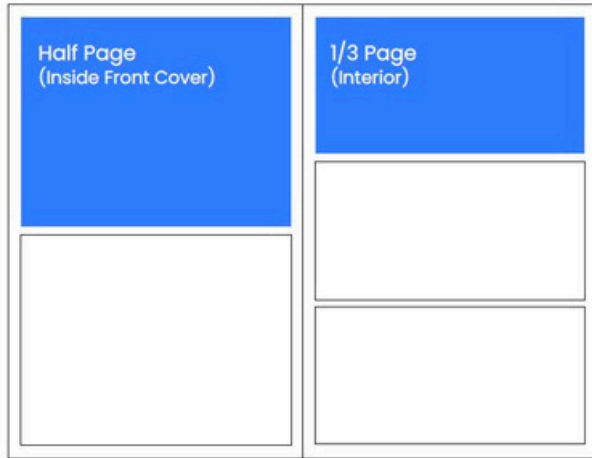 Half Page
(Inside Front Cover)
1/3 Page
(Interior)